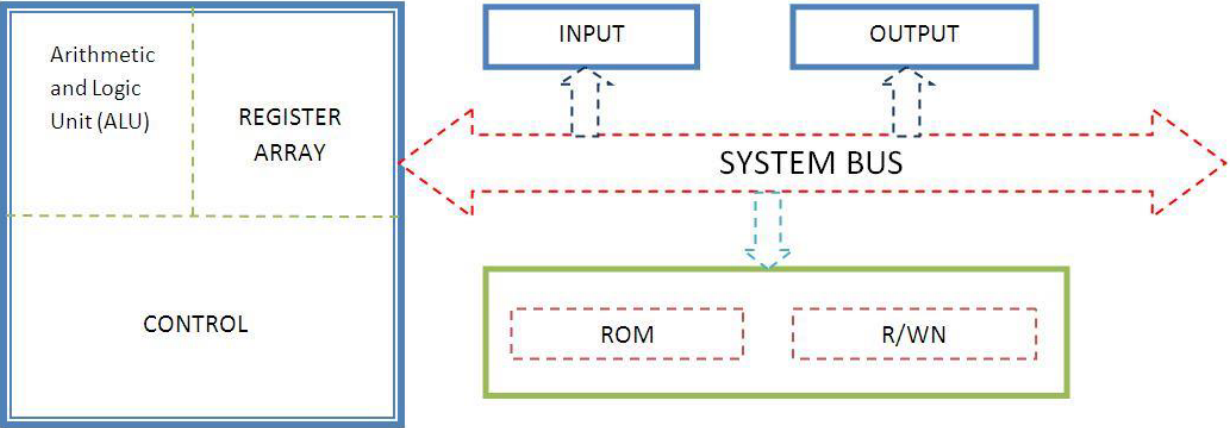 Arithmetic
and Logic
Unit (ALU)
REGISTER
ARRAY
CONTROL
INPUT
OUTPUT
SYSTEM BUS
ROM
R/WN